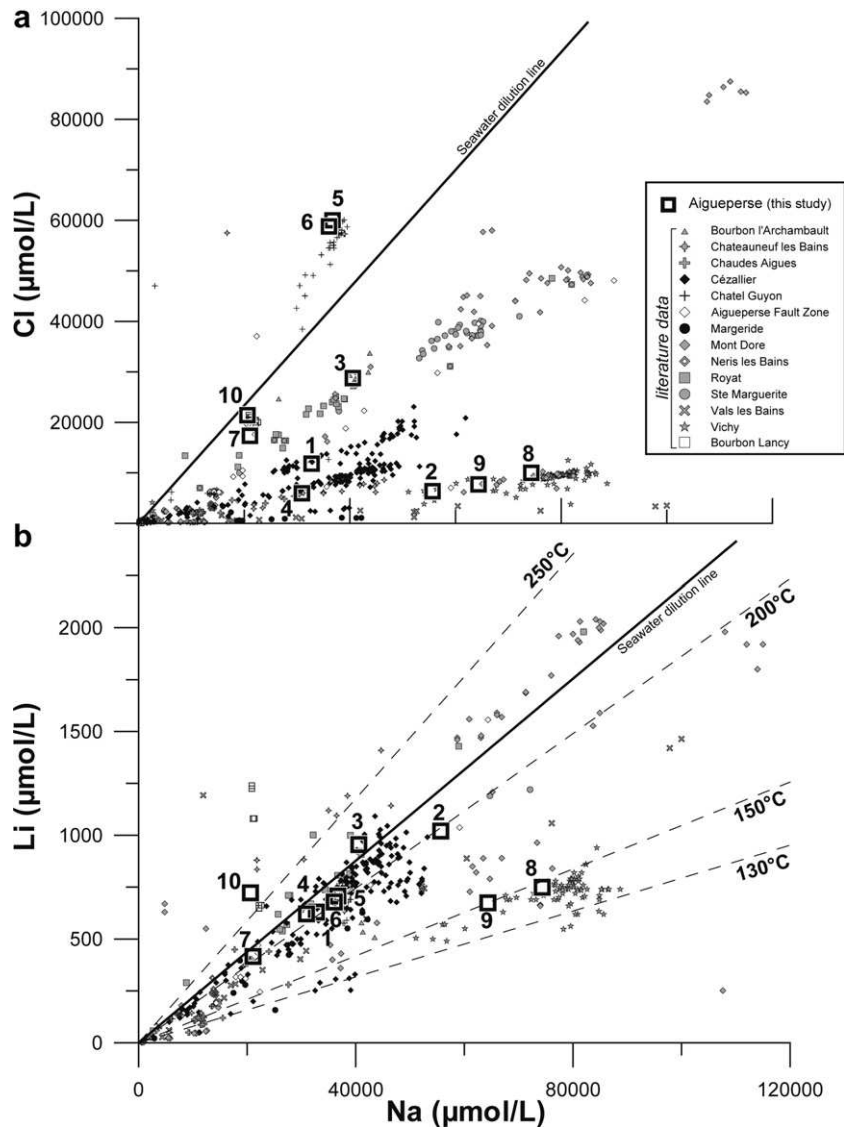 a
100000
80000
60000
40000
20000
Cl (µmol/L)
Seawater dilution line
5
6
3
10
7
1
4
2
9
8
Aigueperse (this study)
literature data
Bourbon l'Archambault
Chateauneuf les Bains
Chaudes Aigues
Cézallier
Chatel Guyon
Aigueperse Fault Zone
Margeride
Mont Dore
Neris les Bains
Royat
Ste Marguerite
Vals les Bains
Vichy
Bourbon Lancy
b
2000
1500
1000
500
0
Li (µmol/L)
250°C
Seawater dilution line
200°C
150°C
130°C
3
2
10
4
5
6
1
7
8
9
0
40000
80000
120000
Na (µmol/L)